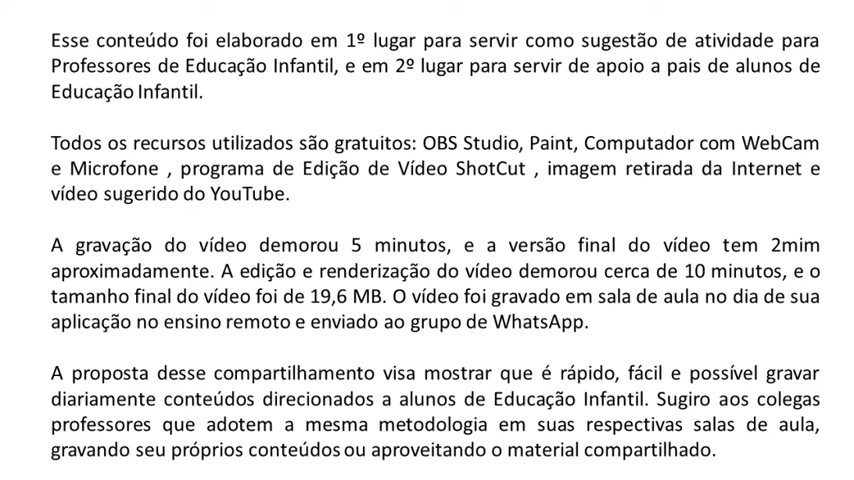 Esse conteúdo foi elaborado em 1º lugar para servir como sugestão de atividade para
Professores de Educação Infantil, e em 2º lugar para servir de apoio a pais de alunos de
Educação Infantil.
Todos os recursos utilizados são gratuitos: OBS Studio, Paint, Computador com WebCam
e Microfone , programa de Edição de Vídeo ShotCut , imagem retirada da Internet e
vídeo sugerido do YouTube.
A gravação do vídeo demorou 5 minutos, e a versão final do vídeo tem 2mim
aproximadamente. A edição e renderização do vídeo demorou cerca de 10 minutos, e o
tamanho final do vídeo foi de 19,6 MB. O vídeo foi gravado em sala de aula no dia de sua
aplicação no ensino remoto e enviado ao grupo de WhatsApp.
A proposta desse compartilhamento visa mostrar que é rápido, fácil e possível gravar
diariamente conteúdos direcionados a alunos de Educação Infantil. Sugiro aos colegas
professores que adotem a mesma metodologia em suas respectivas salas de aula,
gravando seu próprios conteúdos ou aproveitando o material compartilhado.